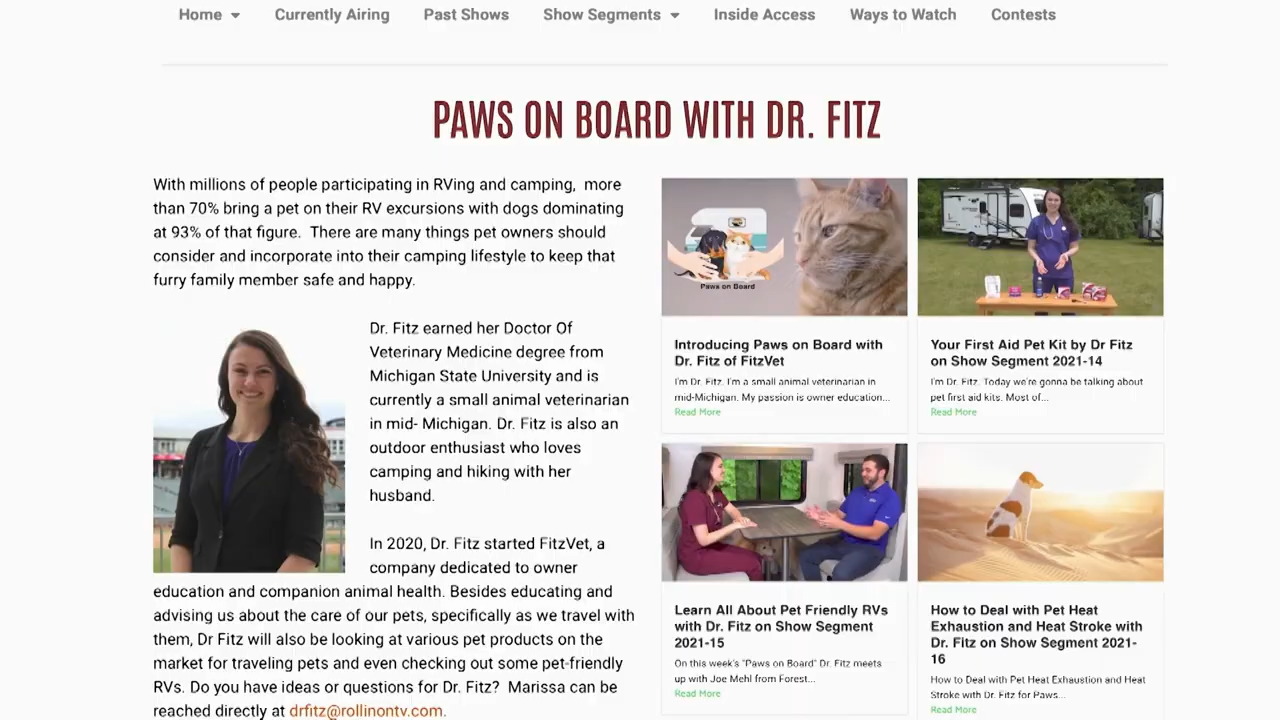 Home
Currently Airing
Past Shows
Show Segments
Inside Access
Ways to Watch
Contests
PAWS ON BOARD WITH DR. FITZ
With millions of people participating in RVing and camping, more
than 70% bring a pet on their RV excursions with dogs dominating
at 93% of that figure. There are many things pet owners should
consider and incorporate into their camping lifestyle to keep that
furry family member safe and happy.
Dr. Fitz earned her Doctor Of
Veterinary Medicine degree from
Michigan State University and is
currently a small animal veterinarian
in mid- Michigan. Dr. Fitz is also an
outdoor enthusiast who loves
camping and hiking with her
husband.
In 2020, Dr. Fitz started FitzVet, a
company dedicated to owner
education and companion animal health. Besides educating and
advising us about the care of our pets, specifically as we travel with
them, Dr Fitz will also be looking at various pet products on the
market for traveling pets and even checking out some pet-friendly
RVs. Do you have ideas or questions for Dr. Fitz? Marissa can be
reached directly at drfitz@rollinontv.com.
Paws on Board
Introducing Paws on Board with
Dr. Fitz of FitzVet
I'm Dr. Fitz. I'm a small animal veterinarian in
mid-Michigan. My passion is owner education...
Read More
Your First Aid Pet Kit by Dr Fitz
on Show Segment 2021-14
I'm Dr. Fitz. Today we're gonna be talking about
pet first aid kits. Most of...
Read More
Learn All About Pet Friendly RVs
with Dr. Fitz on Show Segment
2021-15
On this week's "Paws on Board" Dr. Fitz meets
up with Joe Mehl from Forest...
Read More
How to Deal with Pet Heat
Exhaustion and Heat Stroke with
Dr. Fitz on Show Segment 2021-
16
How to Deal with Pet Heat Exhaustion and Heat
Stroke with Dr. Fitz for Paws...
Read More